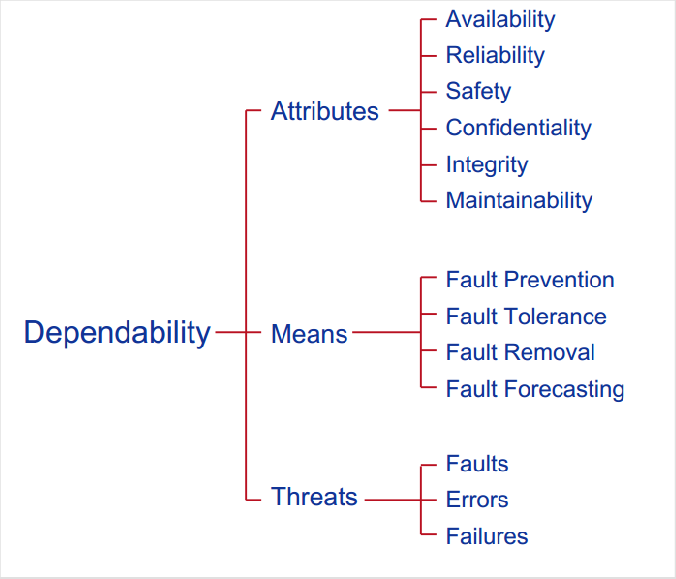 Dependability
Attributes
Availability
Reliability
Safety
Confidentiality
Integrity
Maintainability
Means
Fault Prevention
Fault Tolerance
Fault Removal
Fault Forecasting
Threats
Faults
Errors
Failures